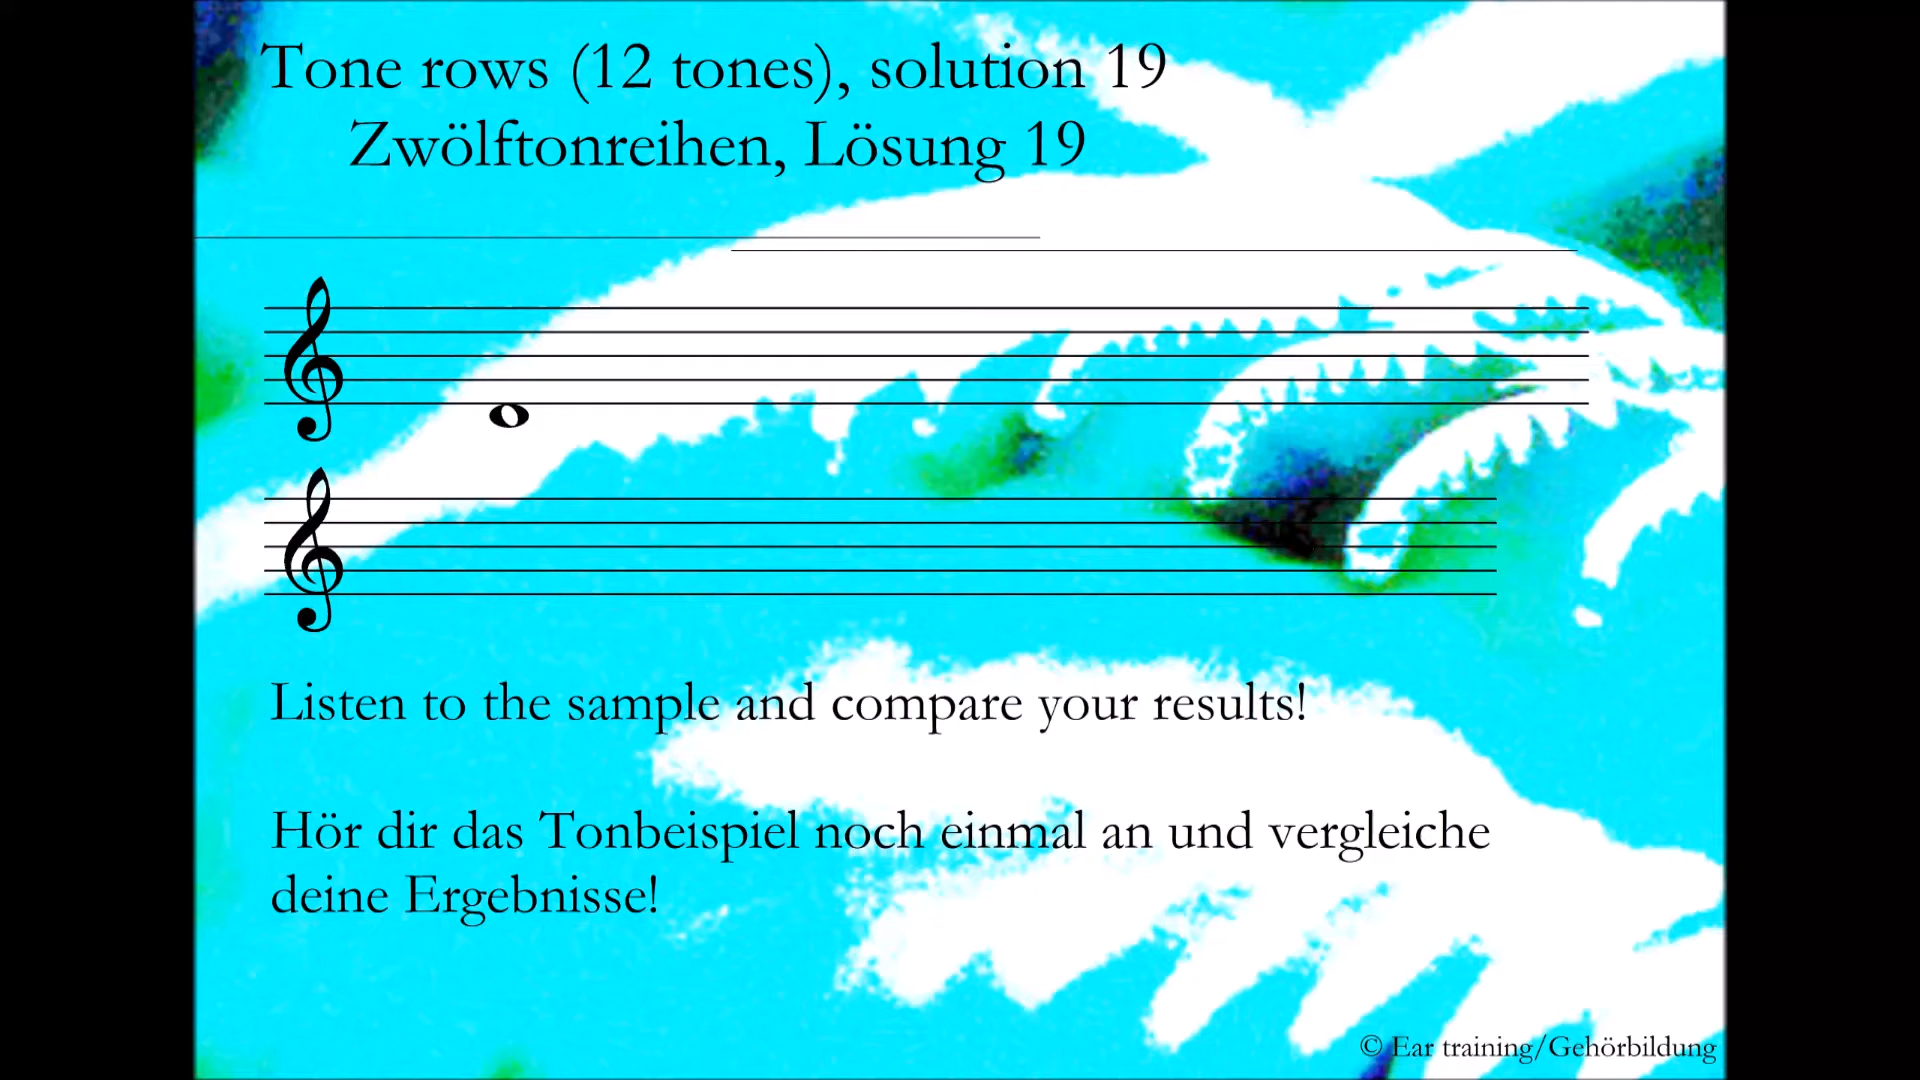 Tone rows (12 tones), solution 19
Zwölftonreihen, Lösung 19
Listen to the sample and compare your results!
Hör dir das Tonbeispiel noch einmal an und vergleiche
deine Ergebnisse!
© Ear training/Gehörbildung